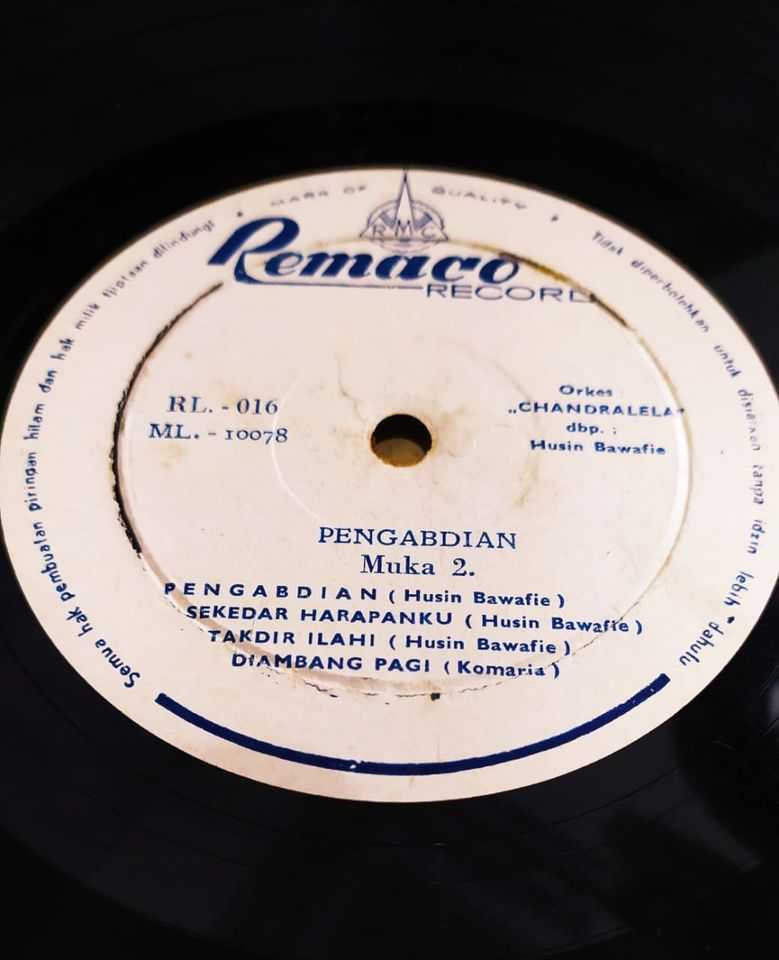 MARK OF QUALITY
RMC
Remaco
RECORD
RL. - 016
ML. - 10078
Orkes :
„CHANDRALELA"
dbp. :
Husin Bawafie
PENGABDIAN
Muka 2.
PENGABDIAN ( Husin Bawafie )
SEKEDAR HARAPANKU ( Husin Bawafie )
TAKDIR ILAHI ( Husin Bawafie )
DIAMBANG PAGI ( Komaria )
Semua hak pembuatan piringan hitam dan hak milik tjiptaan dilindungi
Tidak diperbolehkan untuk disiarkan tanpa idzin lebih dahulu